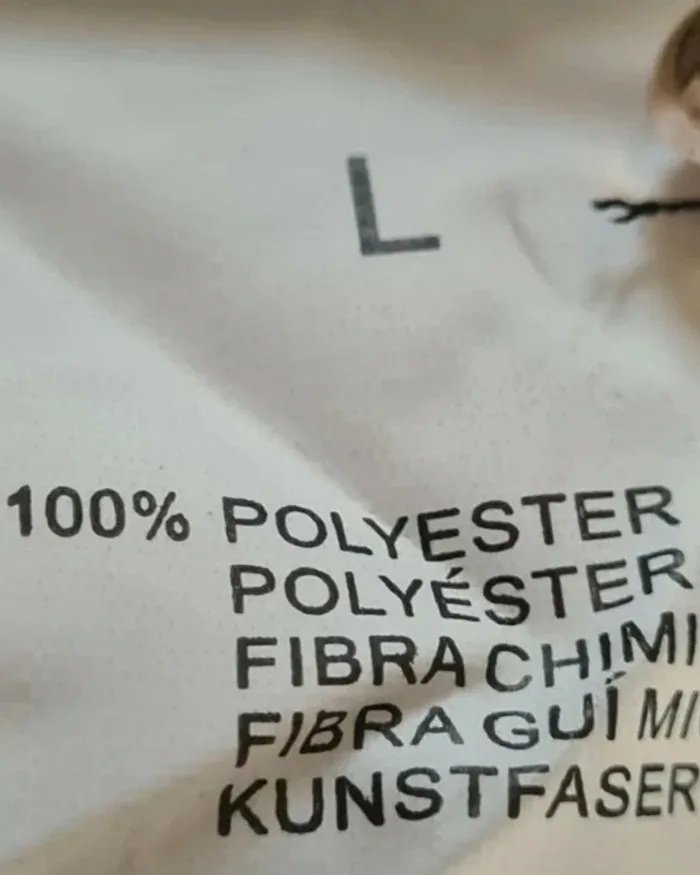 L
100% POLYESTER
POLYÉSTER
FIBRA CHIMI
FIBRA GUÍ MI
KUNSTFASER